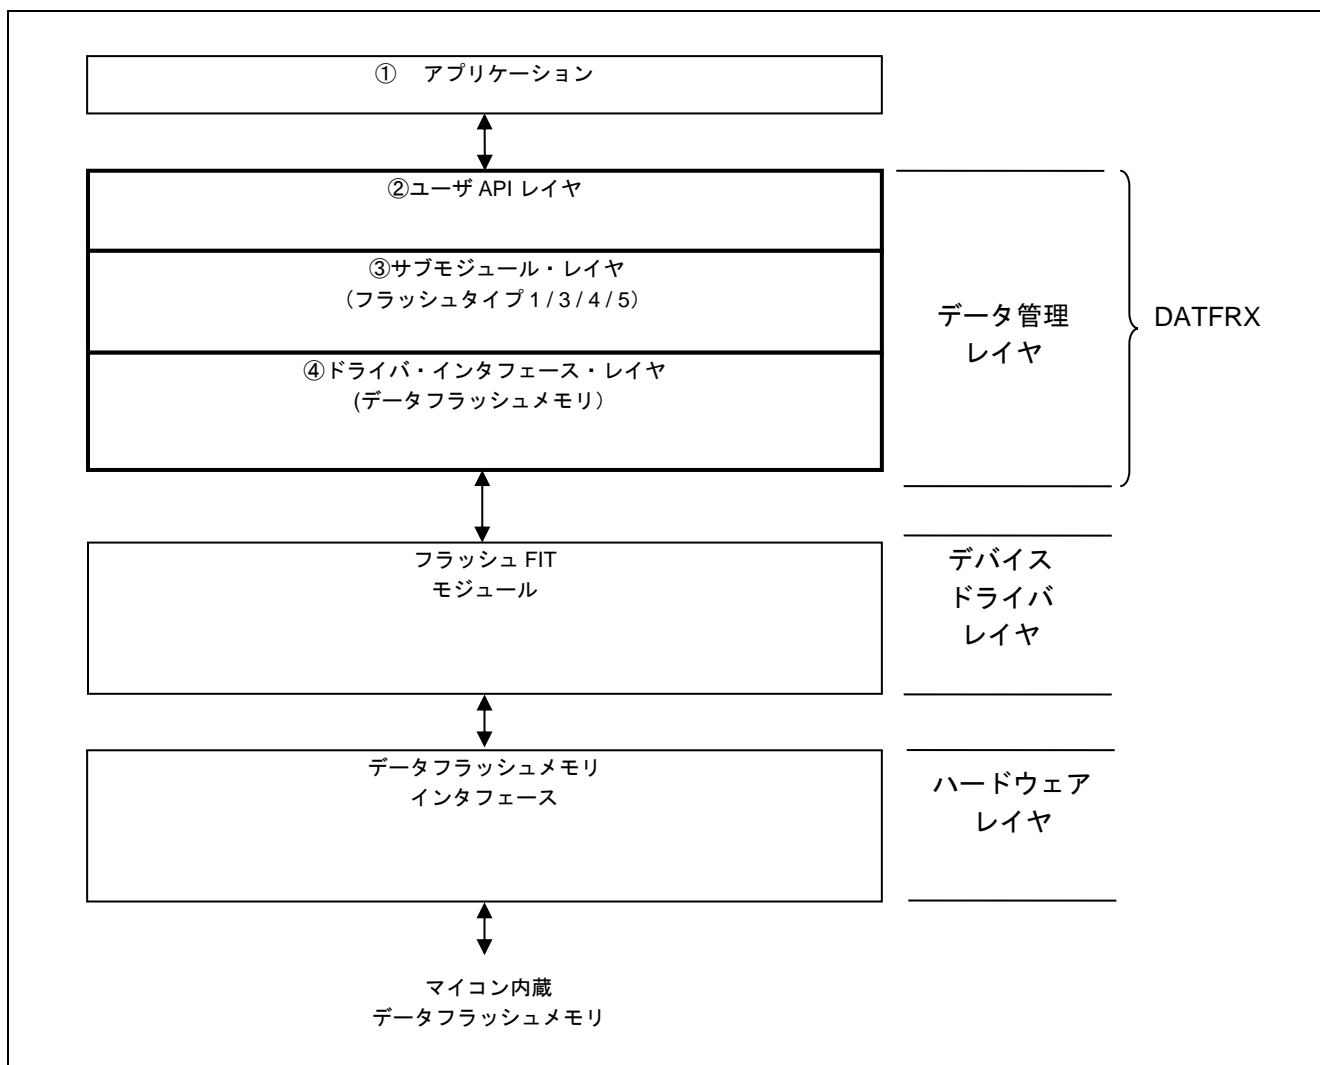 ① アプリケーション
②ユーザ API レイヤ
③サブモジュール・レイヤ
（フラッシュタイプ 1 / 3 / 4 / 5）
④ドライバ・インタフェース・レイヤ
(データフラッシュメモリ）
データ管理
レイヤ
DATFRX
フラッシュ FIT
モジュール
デバイス
ドライバ
レイヤ
データフラッシュメモリ
インタフェース
ハードウェア
レイヤ
マイコン内蔵
データフラッシュメモリ